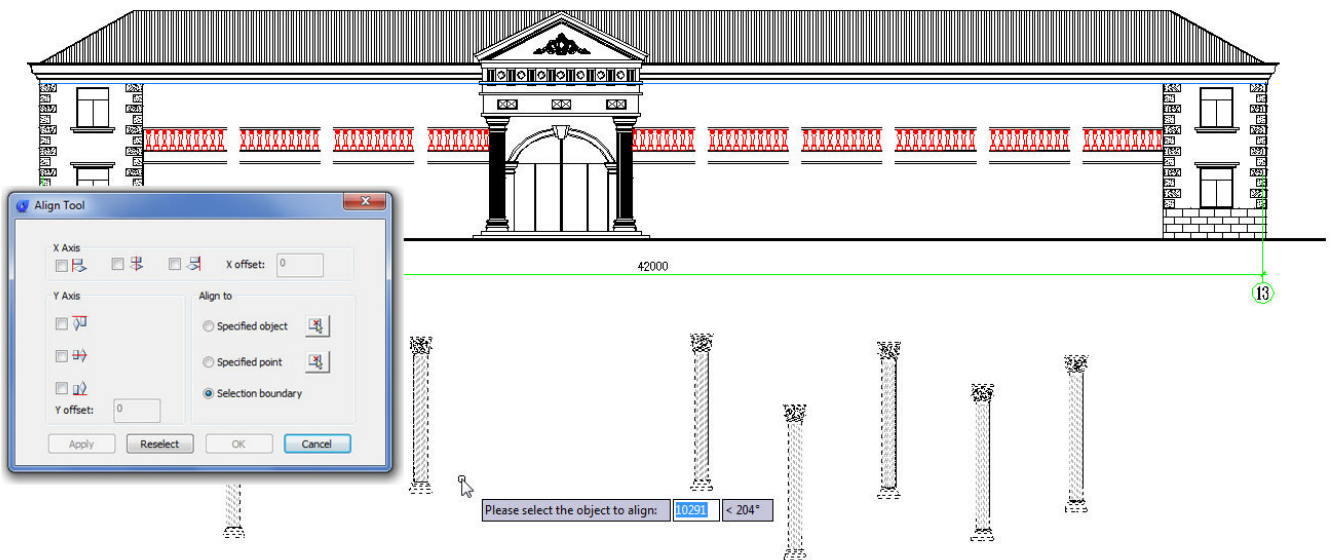 Align Tool
X Axis
X offset: 0
Y Axis
Align to
Specified object
Specified point
Selection boundary
Y offset: 0
Apply Reselect OK Cancel
42000
13
Please select the object to align: 10291 < 204°